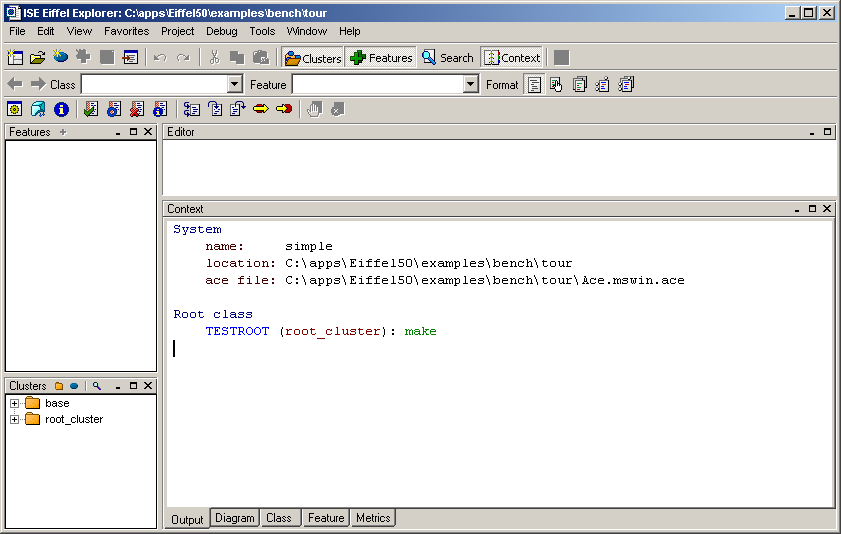 ISE Eiffel Explorer: C:\apps\Eiffel50\examples\bench\tour
File Edit View Favorites Project Debug Tools Window Help
Clusters Features Search Context
Class Feature Format
Features
Editor
Context
System
name: simple
location: C:\apps\Eiffel50\examples\bench\tour
ace file: C:\apps\Eiffel50\examples\bench\tour\Ace.mswin.ace
Root class
TESTROOT (root_cluster): make
Clusters
base
root_cluster
Output Diagram Class Feature Metrics